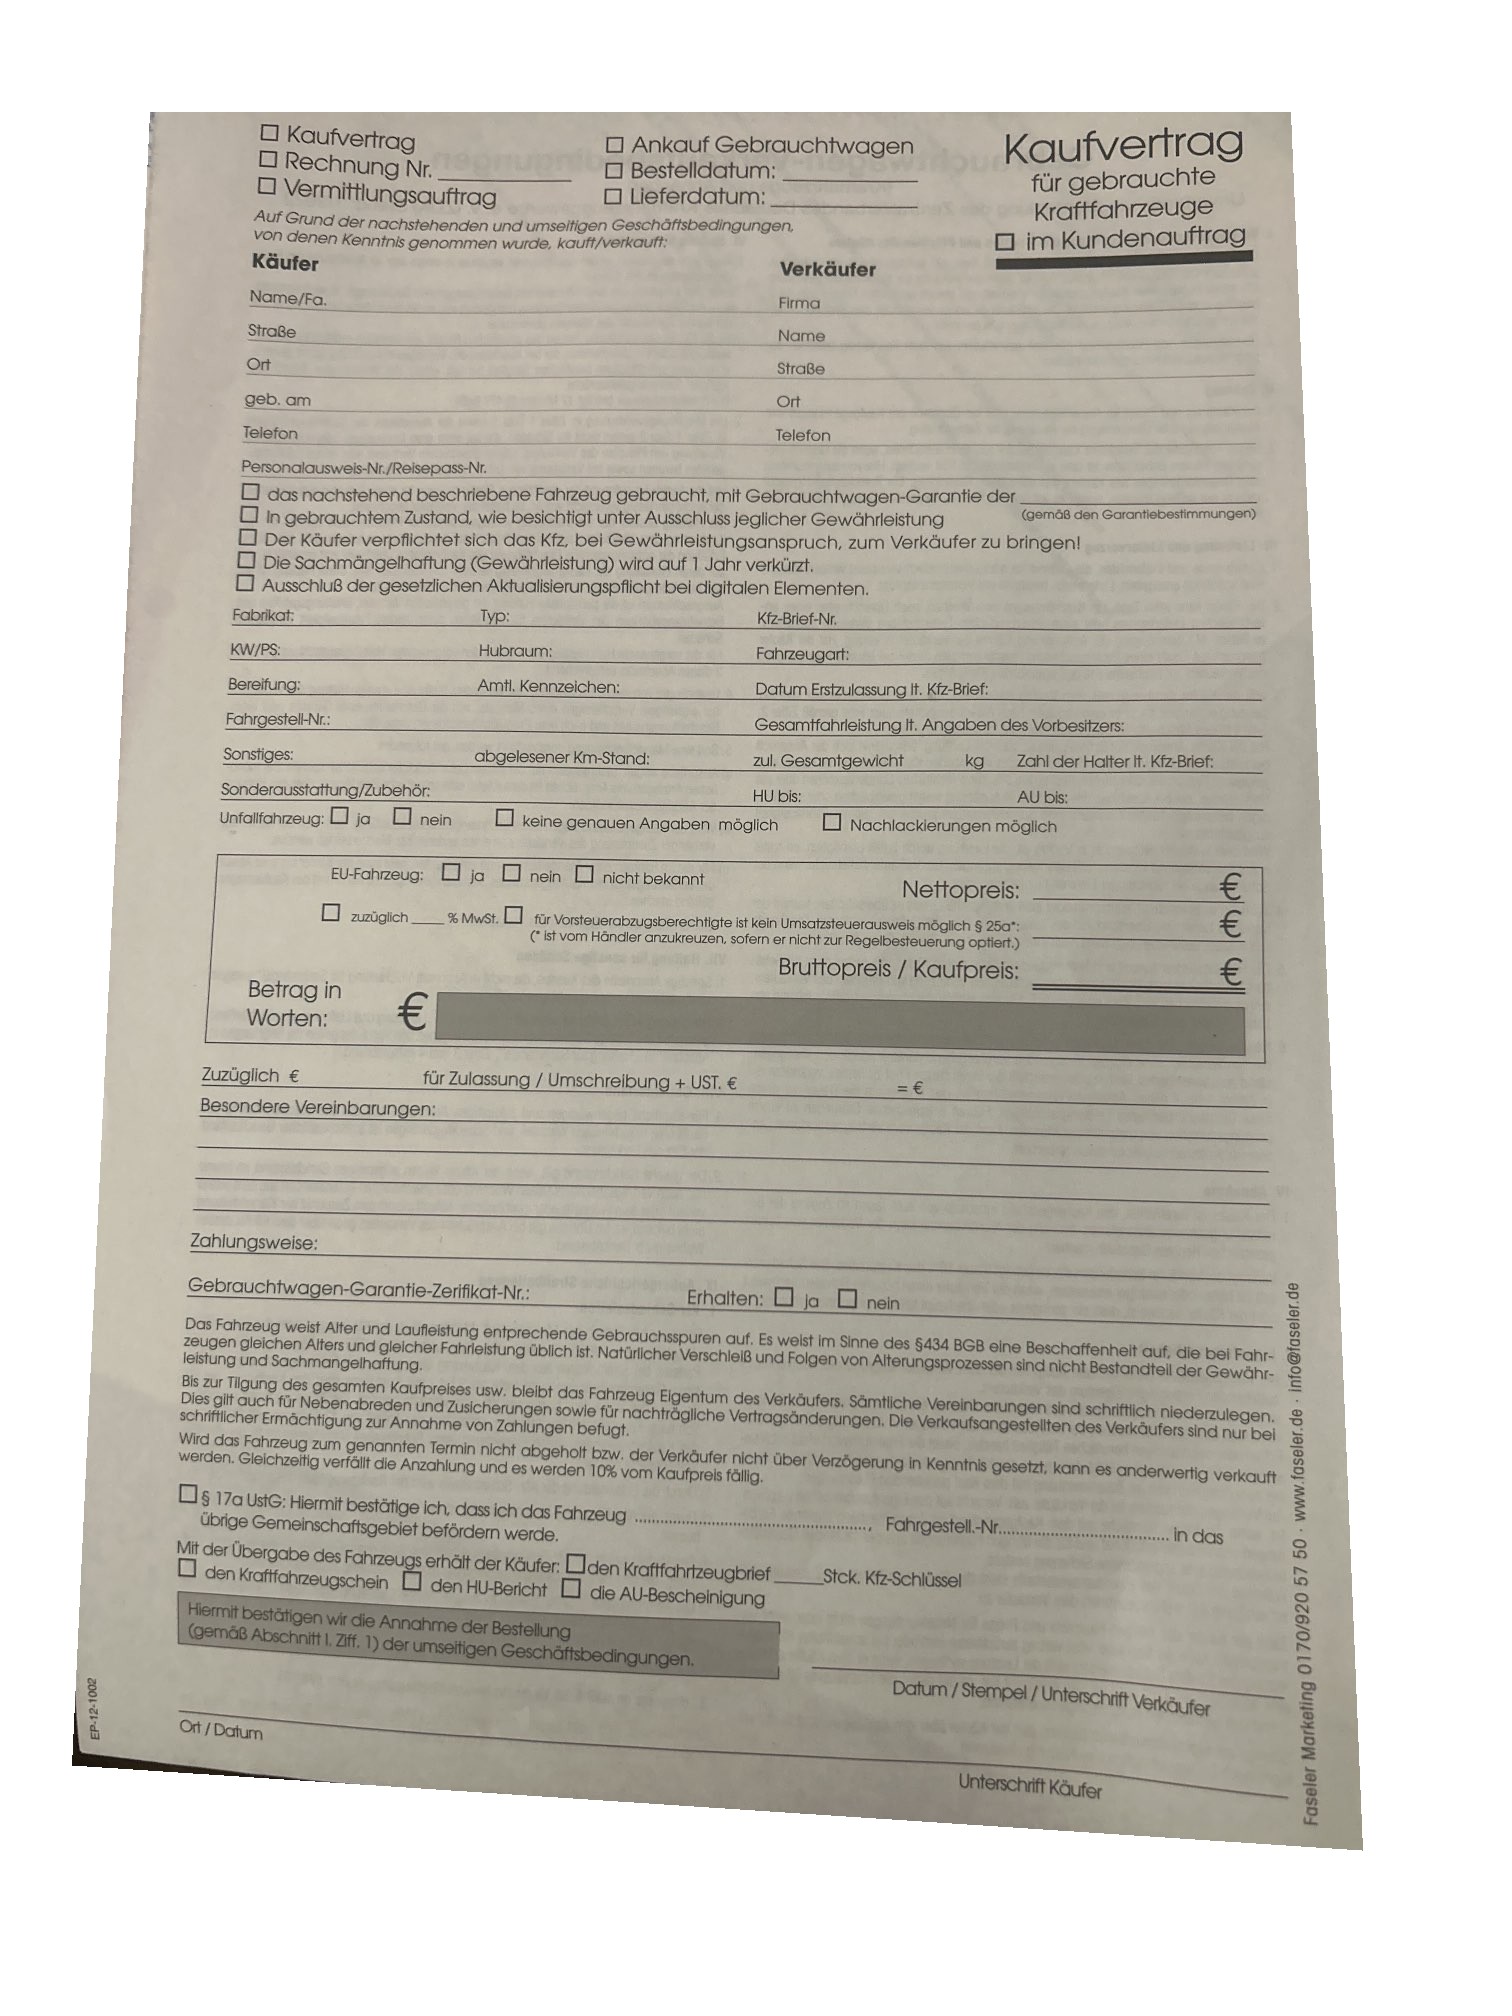 ☐ Kaufvertrag
☐ Rechnung Nr. ________
☐ Vermittlungsauftrag
☐ Ankauf Gebrauchtwagen
☐ Bestelldatum: ________
☐ Lieferdatum: ________
Kaufvertrag
für gebrauchte
Kraftfahrzeuge
☐ im Kundenauftrag
Auf Grund der nachstehenden und umseitigen Geschäftsbedingungen,
von denen Kenntnis genommen wurde, kauft/verkauft:
Käufer
Name/Fa.
Straße
Ort
geb. am
Telefon
Personalausweis-Nr./Reisepass-Nr.
Verkäufer
Firma
Name
Straße
Ort
Telefon
☐ das nachstehend beschriebene Fahrzeug gebraucht, mit Gebrauchtwagen-Garantie der ________
(gemäß den Garantiebestimmungen)
☐ In gebrauchtem Zustand, wie besichtigt unter Ausschluss jeglicher Gewährleistung
☐ Der Käufer verpflichtet sich das Kfz, bei Gewährleistungsanspruch, zum Verkäufer zu bringen!
☐ Die Sachmängelhaftung (Gewährleistung) wird auf 1 Jahr verkürzt.
☐ Ausschluß der gesetzlichen Aktualisierungspflicht bei digitalen Elementen.
Fabrikat: Typ: Kfz-Brief-Nr.
KW/PS: Hubraum: Fahrzeugart:
Bereifung: Amtl. Kennzeichen: Datum Erstzulassung lt. Kfz-Brief:
Fahrgestell-Nr.: Gesamtfahrleistung lt. Angaben des Vorbesitzers:
Sonstiges: abgelesener Km-Stand: zul. Gesamtgewicht kg Zahl der Halter lt. Kfz-Brief:
Sonderausstattung/Zubehör: HU bis: AU bis:
Unfallfahrzeug: ☐ ja ☐ nein ☐ keine genauen Angaben möglich ☐ Nachlackierungen möglich
EU-Fahrzeug: ☐ ja ☐ nein ☐ nicht bekannt
Nettopreis: ________ €
☐ zuzüglich ____ % MwSt. ☐ für Vorsteuerabzugsberechtigte ist kein Umsatzsteuerausweis möglich § 25a*: ________ €
(* ist vom Händler anzukreuzen, sofern er nicht zur Regelbesteuerung optiert.)
Bruttopreis / Kaufpreis: ________ €
Betrag in
Worten: €
Zuzüglich € für Zulassung / Umschreibung + UST. € = €
Besondere Vereinbarungen:
Zahlungsweise:
Gebrauchtwagen-Garantie-Zerifikat-Nr.: Erhalten: ☐ ja ☐ nein
Das Fahrzeug weist Alter und Laufleistung entprechende Gebrauchsspuren auf. Es weist im Sinne des §434 BGB eine Beschaffenheit auf, die bei Fahr-
zeugen gleichen Alters und gleicher Fahrleistung üblich ist. Natürlicher Verschleiß und Folgen von Alterungsprozessen sind nicht Bestandteil der Gewähr-
leistung und Sachmangelhaftung.
Bis zur Tilgung des gesamten Kaufpreises usw. bleibt das Fahrzeug Eigentum des Verkäufers. Sämtliche Vereinbarungen sind schriftlich niederzulegen.
Dies gilt auch für Nebenabreden und Zusicherungen sowie für nachträgliche Vertragsänderungen. Die Verkaufsangestellten des Verkäufers sind nur bei
schriftlicher Ermächtigung zur Annahme von Zahlungen befugt.
Wird das Fahrzeug zum genannten Termin nicht abgeholt bzw. der Verkäufer nicht über Verzögerung in Kenntnis gesetzt, kann es anderwertig verkauft
werden. Gleichzeitig verfällt die Anzahlung und es werden 10% vom Kaufpreis fällig.
☐ § 17a UstG: Hiermit bestätige ich, dass ich das Fahrzeug ........................, Fahrgestell.-Nr........................ in das
übrige Gemeinschaftsgebiet befördern werde.
Mit der Übergabe des Fahrzeugs erhält der Käufer: ☐ den Kraftfahrtzeugbrief ____ Stck. Kfz-Schlüssel
☐ den Kraftfahrzeugschein ☐ den HU-Bericht ☐ die AU-Bescheinigung
Hiermit bestätigen wir die Annahme der Bestellung
(gemäß Abschnitt I. Ziff. 1) der umseitigen Geschäftsbedingungen.
Datum / Stempel / Unterschrift Verkäufer
Ort / Datum
Unterschrift Käufer
EP-12-1002
Faseler Marketing 0170/920 57 50 · www.faseler.de · info@faseler.de